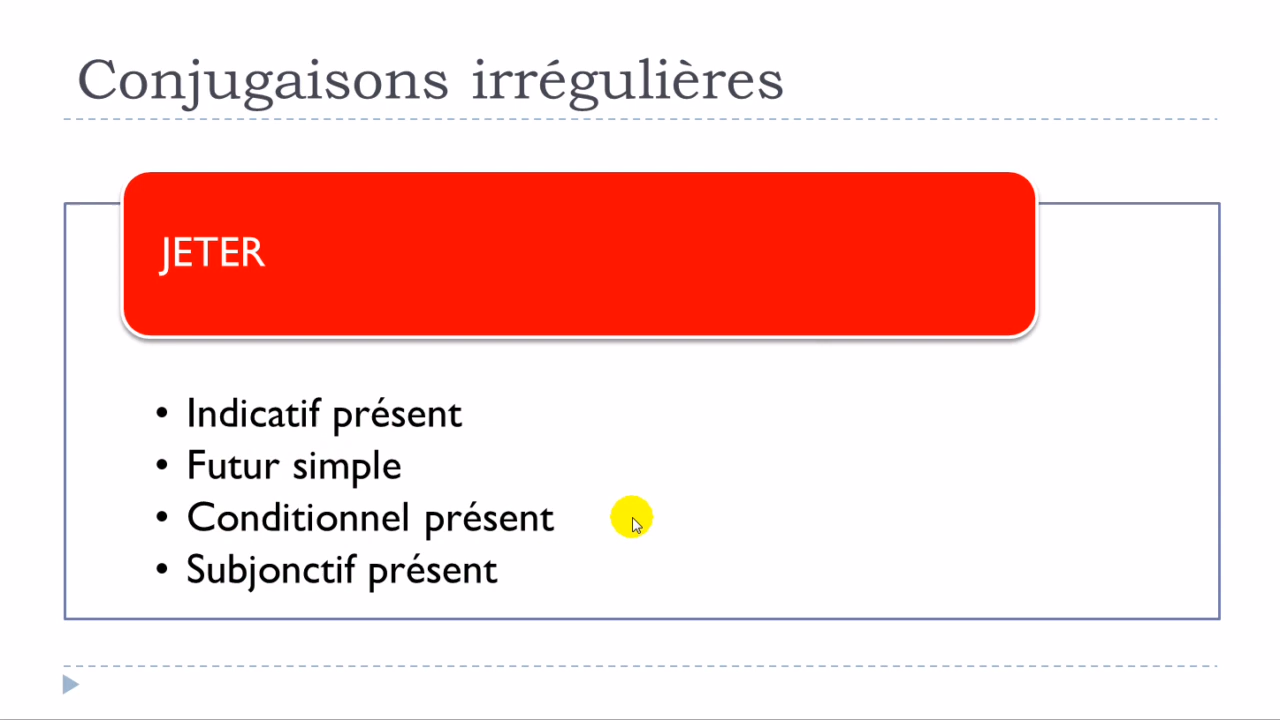 Conjugaisons irrégulières
JETER
• Indicatif présent
• Futur simple
• Conditionnel présent
• Subjonctif présent